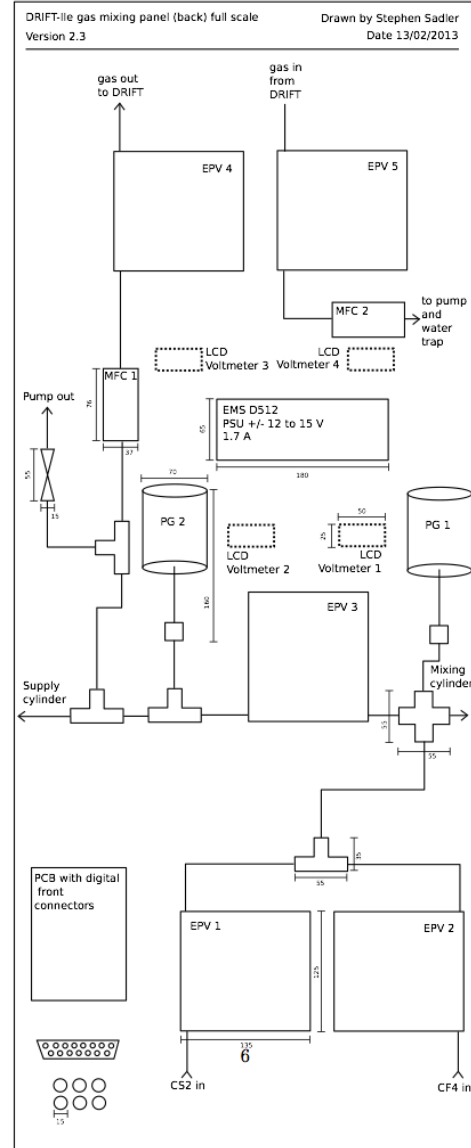 DRIFT-IIe gas mixing panel (back) full scale
Version 2.3
Drawn by Stephen Sadler
Date 13/02/2013
gas out
to DRIFT
gas in
from
DRIFT
EPV 4
EPV 5
MFC 2
to pump
and
water
trap
LCD
Voltmeter 3
LCD
Voltmeter 4
MFC 1
76
37
Pump out
EMS D512
PSU +/- 12 to 15 V
1.7 A
65
180
55
15
70
PG 2
160
LCD
Voltmeter 2
50
25
LCD
Voltmeter 1
PG 1
EPV 3
Supply
cylinder
Mixing
cylinder
55
55
35
55
PCB with digital
front
connectors
EPV 1
EPV 2
125
135
6
CS2 in
CF4 in
15